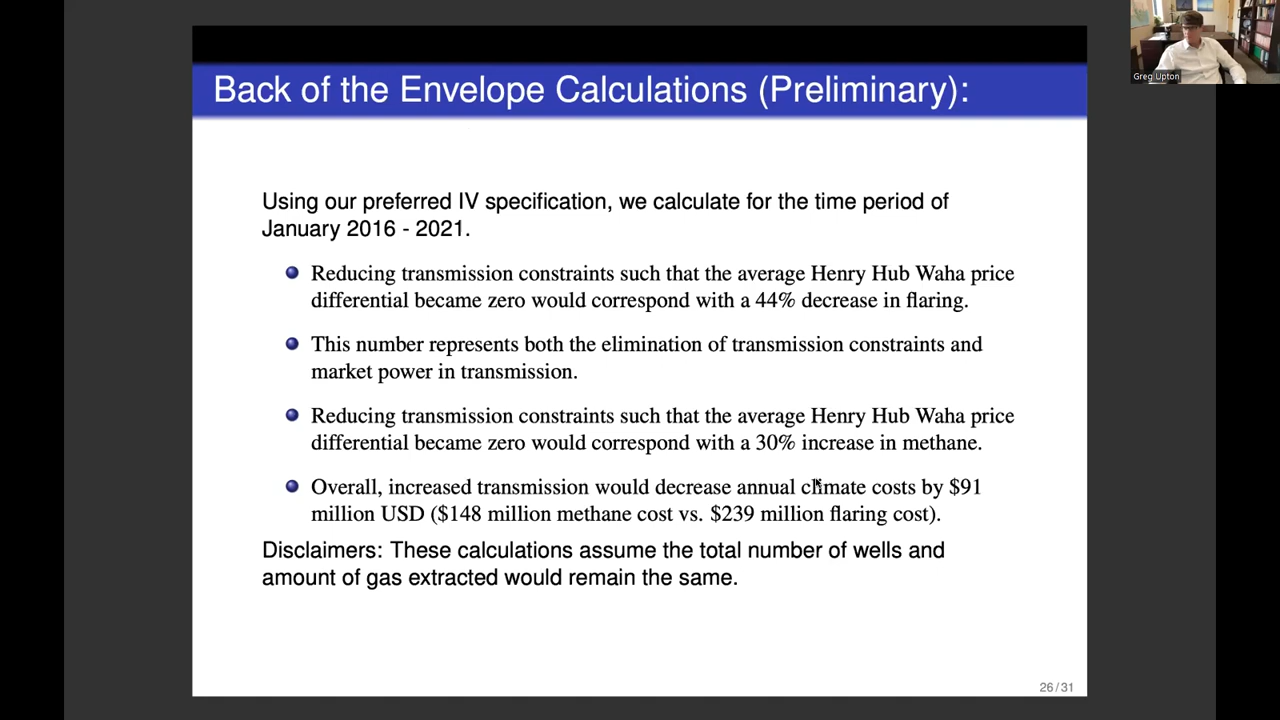 Back of the Envelope Calculations (Preliminary):
Greg Upton
Using our preferred IV specification, we calculate for the time period of
January 2016 - 2021.
Reducing transmission constraints such that the average Henry Hub Waha price
differential became zero would correspond with a 44% decrease in flaring.
This number represents both the elimination of transmission constraints and
market power in transmission.
Reducing transmission constraints such that the average Henry Hub Waha price
differential became zero would correspond with a 30% increase in methane.
Overall, increased transmission would decrease annual climate costs by $91
million USD ($148 million methane cost vs. $239 million flaring cost).
Disclaimers: These calculations assume the total number of wells and
amount of gas extracted would remain the same.
26/31